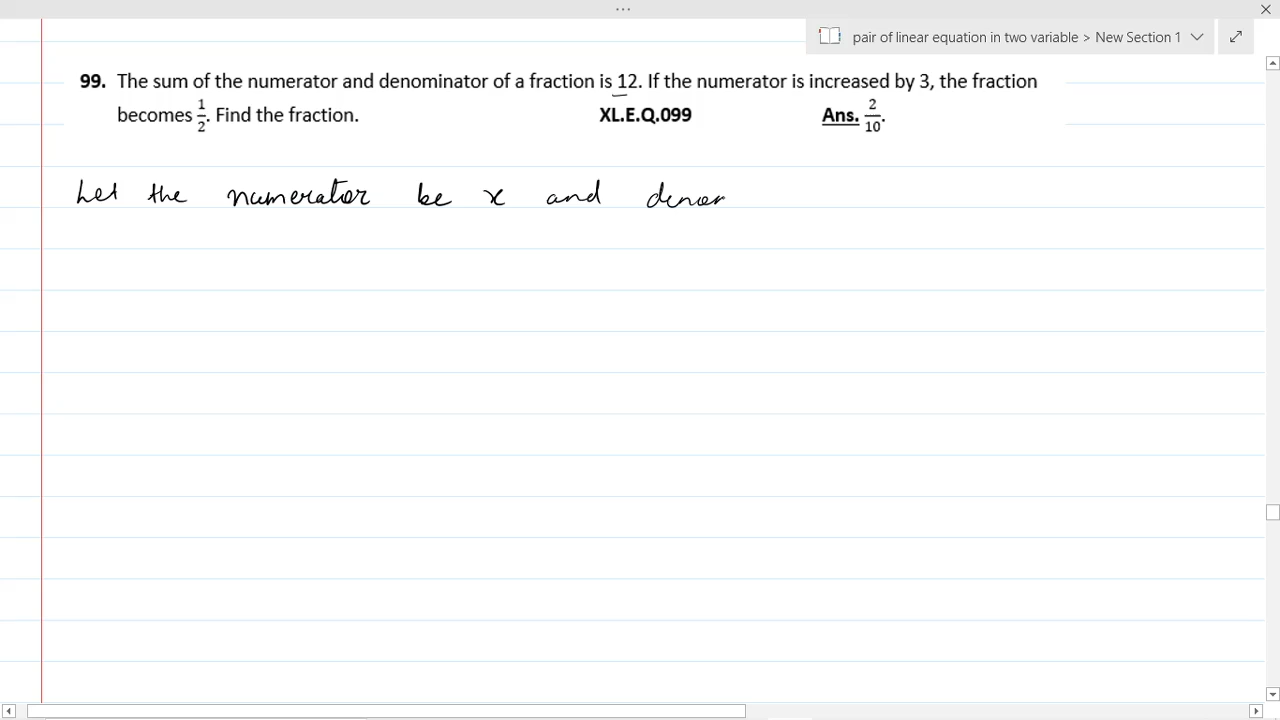 pair of linear equation in two variable > New Section 1
99. The sum of the numerator and denominator of a fraction is 12. If the numerator is increased by 3, the fraction
becomes 1/2. Find the fraction. XL.E.Q.099 Ans. 2/10.
Let the numerator be x and denom